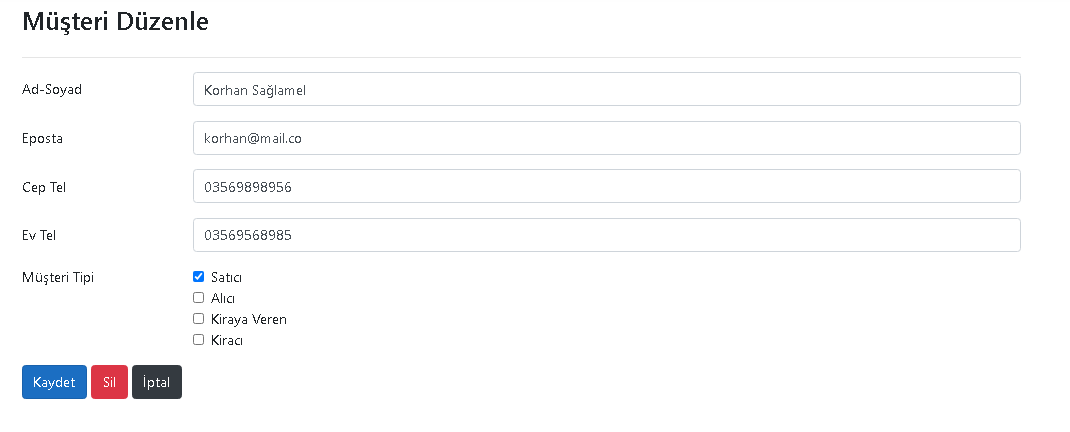 Müşteri Düzenle
Ad-Soyad Korhan Sağlamel
Eposta korhan@mail.co
Cep Tel 03569898956
Ev Tel 03569568985
Müşteri Tipi Satıcı
Alıcı
Kiraya Veren
Kiracı
Kaydet Sil İptal